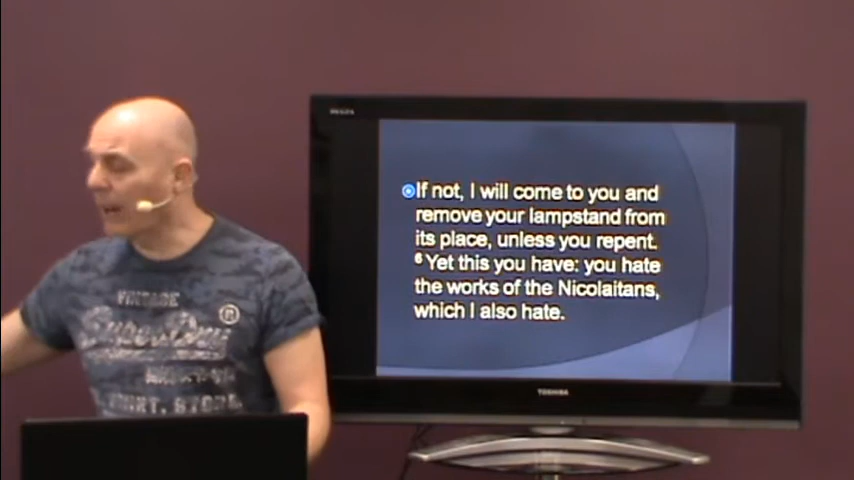 If not, I will come to you and
remove your lampstand from
its place, unless you repent.
6 Yet this you have: you hate
the works of the Nicolaitans,
which I also hate.
TOSHIBA
VINTAGE
Superdry
®